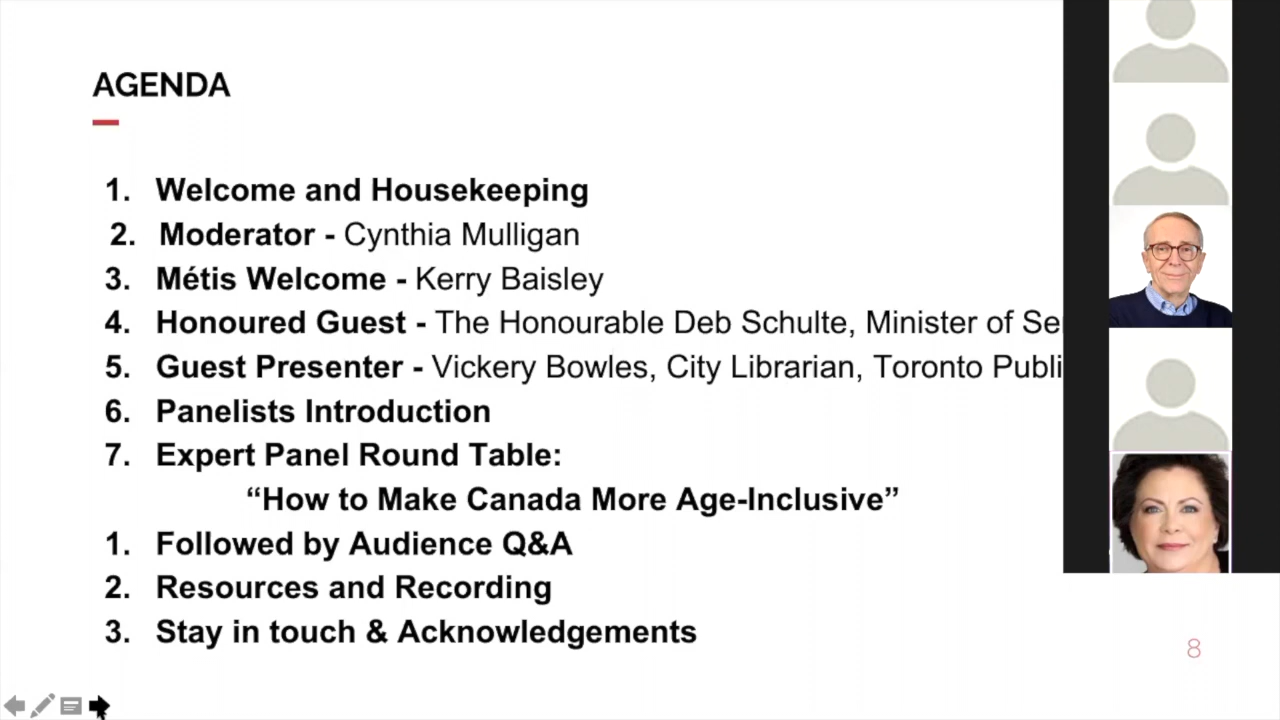 AGENDA
1. Welcome and Housekeeping
2. Moderator - Cynthia Mulligan
3. Métis Welcome - Kerry Baisley
4. Honoured Guest - The Honourable Deb Schulte, Minister of Se
5. Guest Presenter - Vickery Bowles, City Librarian, Toronto Publi
6. Panelists Introduction
7. Expert Panel Round Table:
“How to Make Canada More Age-Inclusive”
1. Followed by Audience Q&A
2. Resources and Recording
3. Stay in touch & Acknowledgements
8